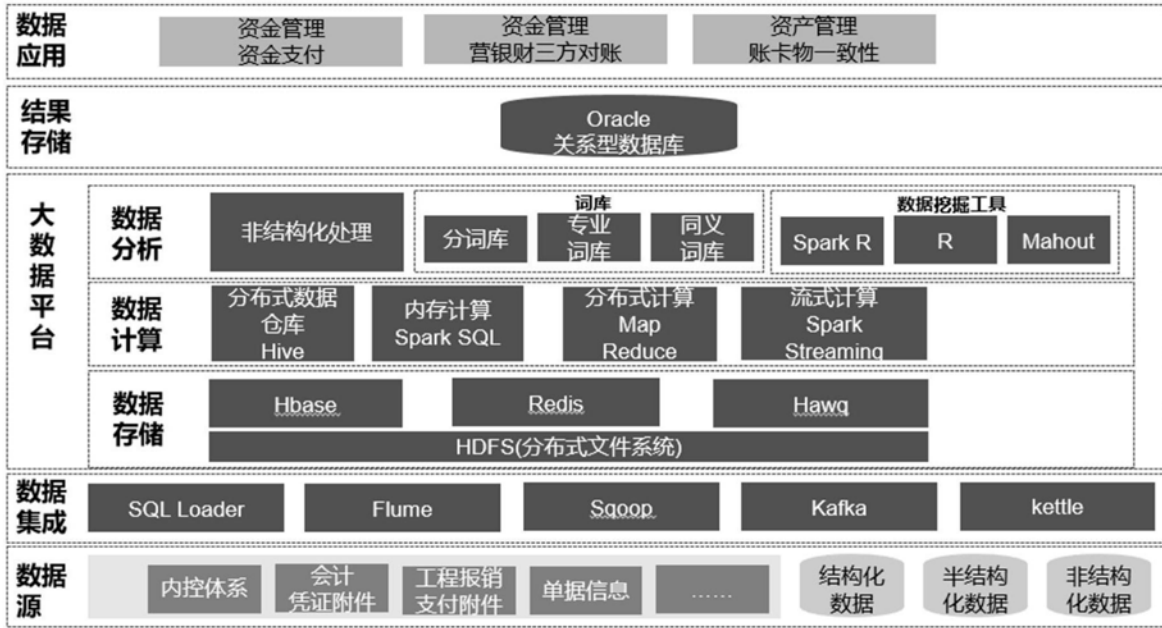 数据
应用
资金管理
资金支付
资金管理
营银财三方对账
资产管理
账卡物一致性
结果
存储
Oracle
关系型数据库
大
数
据
平
台
数据
分析
非结构化处理
词库
分词库
专业
词库
同义
词库
数据挖掘工具
Spark R
R
Mahout
数据
计算
分布式数据
仓库
Hive
内存计算
Spark SQL
分布式计算
Map
Reduce
流式计算
Spark
Streaming
数据
存储
Hbase
Redis
Hawq
HDFS(分布式文件系统)
数据
集成
SQL Loader
Flume
Sqoop
Kafka
kettle
数据
源
内控体系
会计
凭证附件
工程报销
支付附件
单据信息
……
结构化
数据
半结构
化数据
非结构
化数据